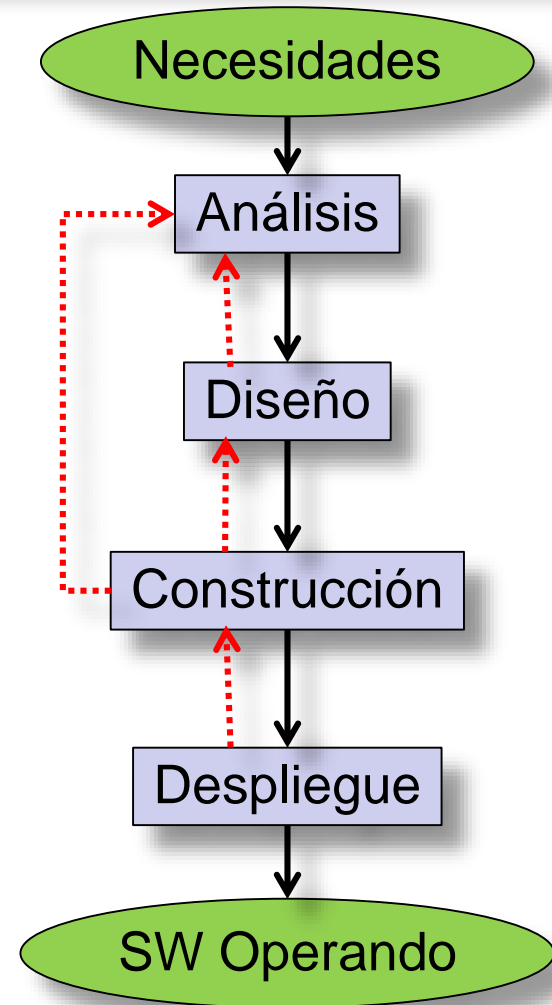 Necesidades
Análisis
Diseño
Construcción
Despliegue
SW Operando